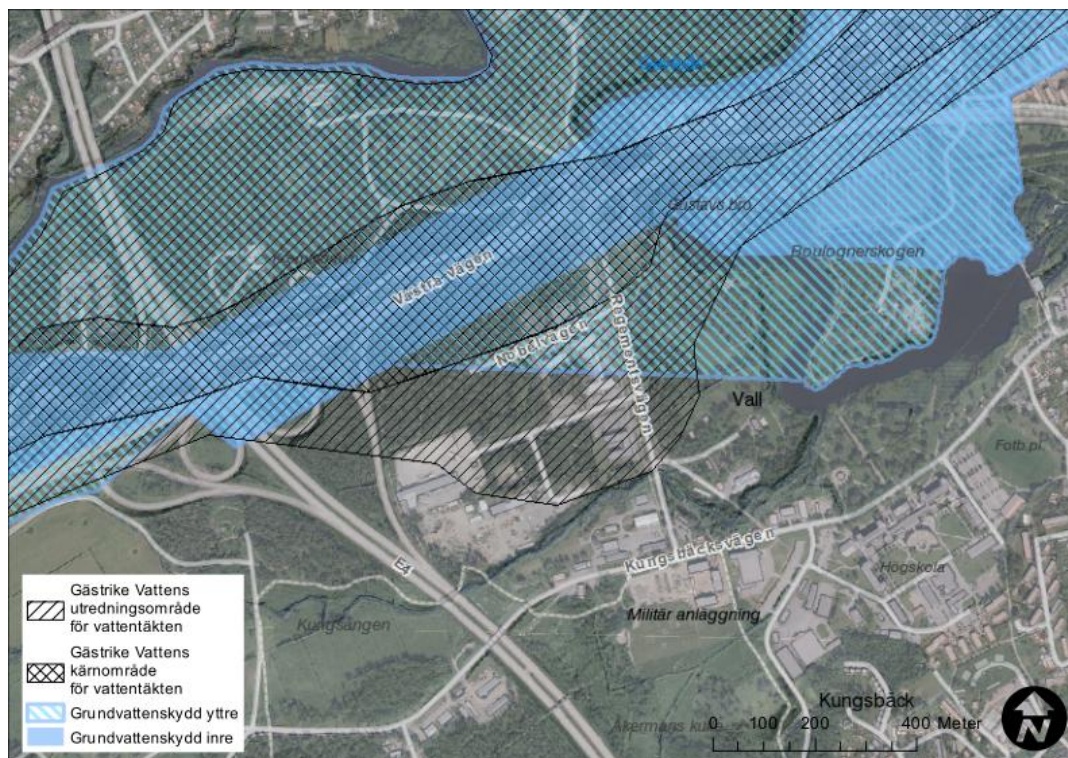 Gustavs bro
Boulognerskogen
Västra Vägen
Nobelvägen
Regementsvägen
Vall
Fotb.pl.
Kungsbäcksvägen
E4
Högskola
Militär anläggning
Kungsängen
Kungsbäck
0 100 200 400 Meter
N
Gästrike Vattens
utredningsområde
för vattentäkten
Gästrike Vattens
kärnområde
för vattentäkten
Grundvattenskydd yttre
Grundvattenskydd inre